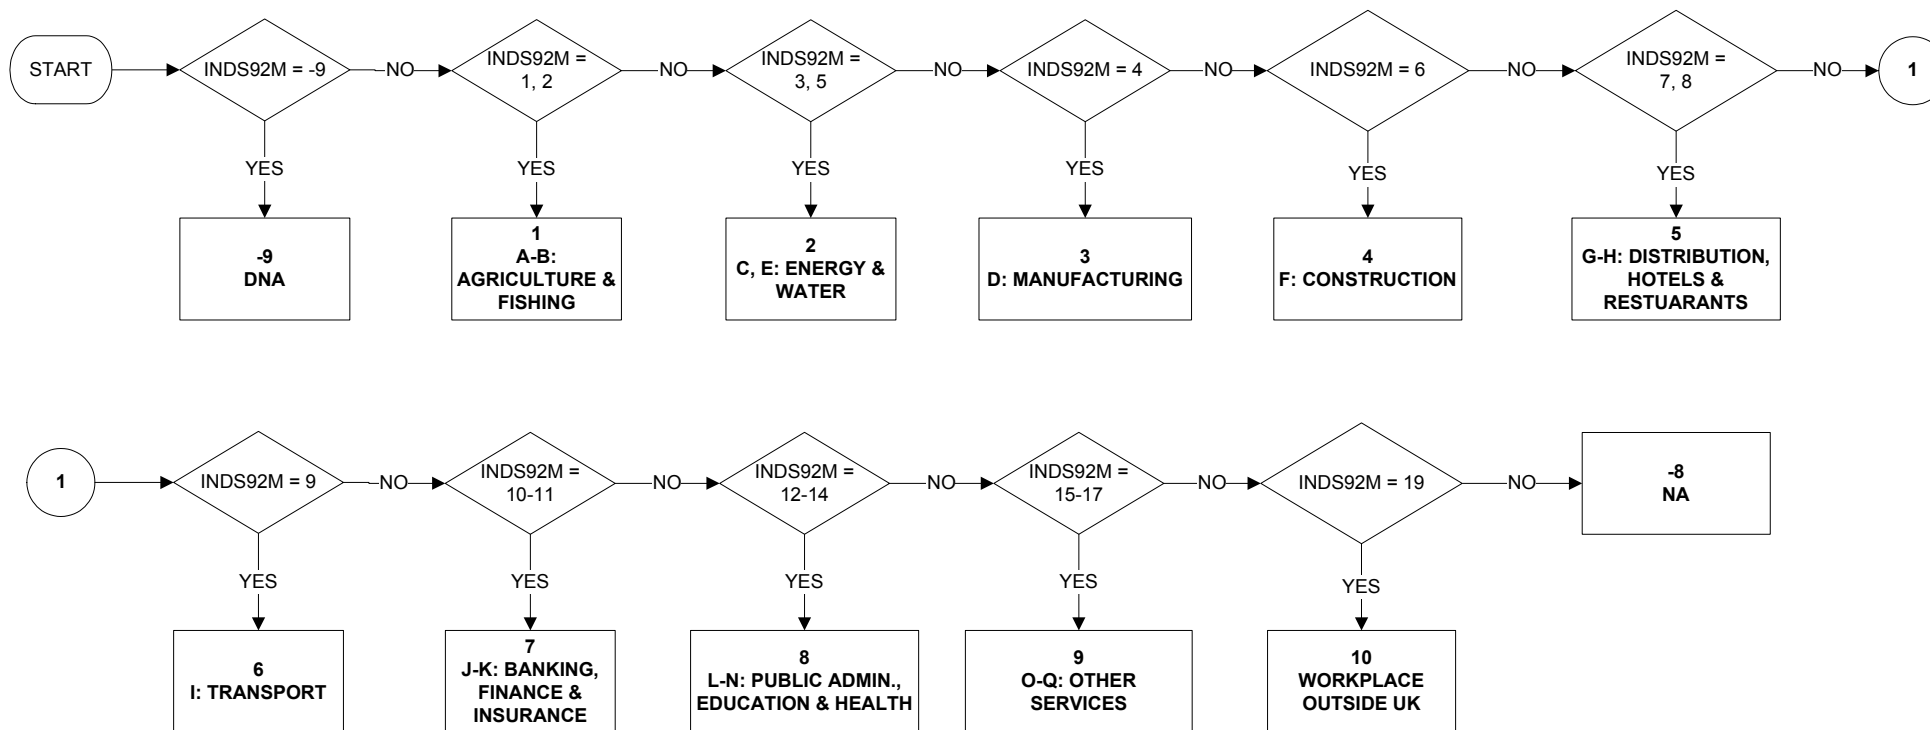 START
INDS92M = -9
NO
INDS92M =
1, 2
NO
INDS92M =
3, 5
NO
INDS92M = 4
NO
INDS92M = 6
NO
INDS92M =
7, 8
NO
1
YES
YES
YES
YES
YES
YES
-9
DNA
1
A-B:
AGRICULTURE &
FISHING
2
C, E: ENERGY &
WATER
3
D: MANUFACTURING
4
F: CONSTRUCTION
5
G-H: DISTRIBUTION,
HOTELS &
RESTUARANTS
1
INDS92M = 9
NO
INDS92M =
10-11
NO
INDS92M =
12-14
NO
INDS92M =
15-17
NO
INDS92M = 19
NO
-8
NA
YES
YES
YES
YES
YES
6
I: TRANSPORT
7
J-K: BANKING,
FINANCE &
INSURANCE
8
L-N: PUBLIC ADMIN.,
EDUCATION & HEALTH
9
O-Q: OTHER
SERVICES
10
WORKPLACE
OUTSIDE UK